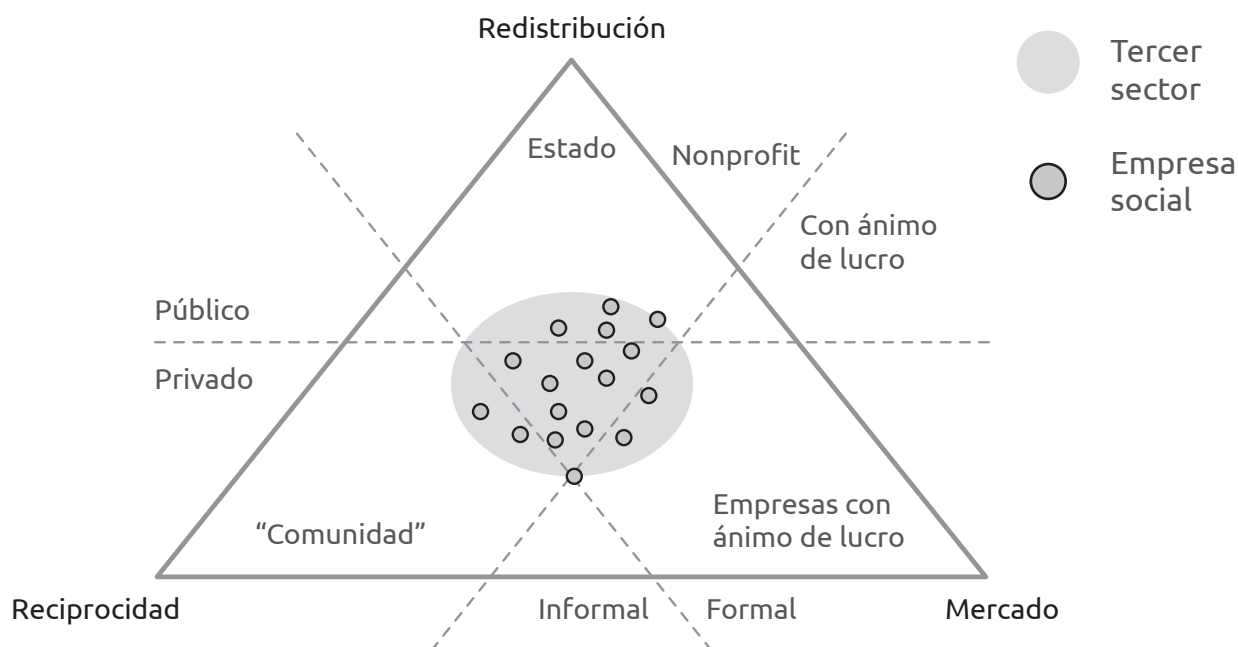 Redistribución
Tercer
sector
Estado
Nonprofit
Empresa
social
Con ánimo
de lucro
Público
Privado
“Comunidad”
Empresas con
ánimo de lucro
Reciprocidad
Informal
Formal
Mercado